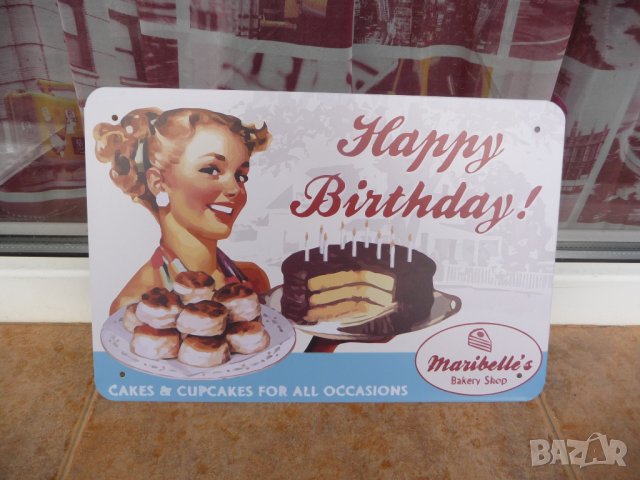 Happy
Birthday!
Maribelle's
Bakery Shop
CAKES & CUPCAKES FOR ALL OCCASIONS
BAZAR